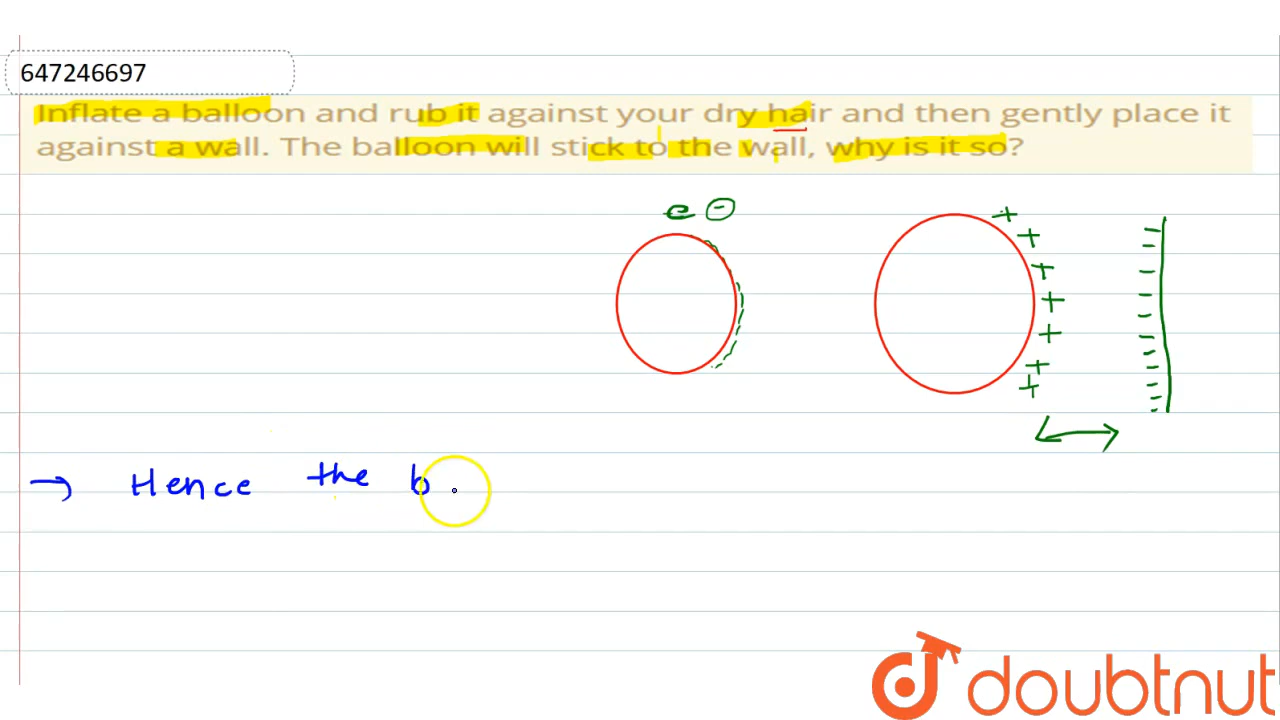 647246697
Inflate a balloon and rub it against your dry hair and then gently place it
against a wall. The balloon will stick to the wall, why is it so?
e ⊖
+
+
+
+
+
+
+
→ Hence the b
doubtnut